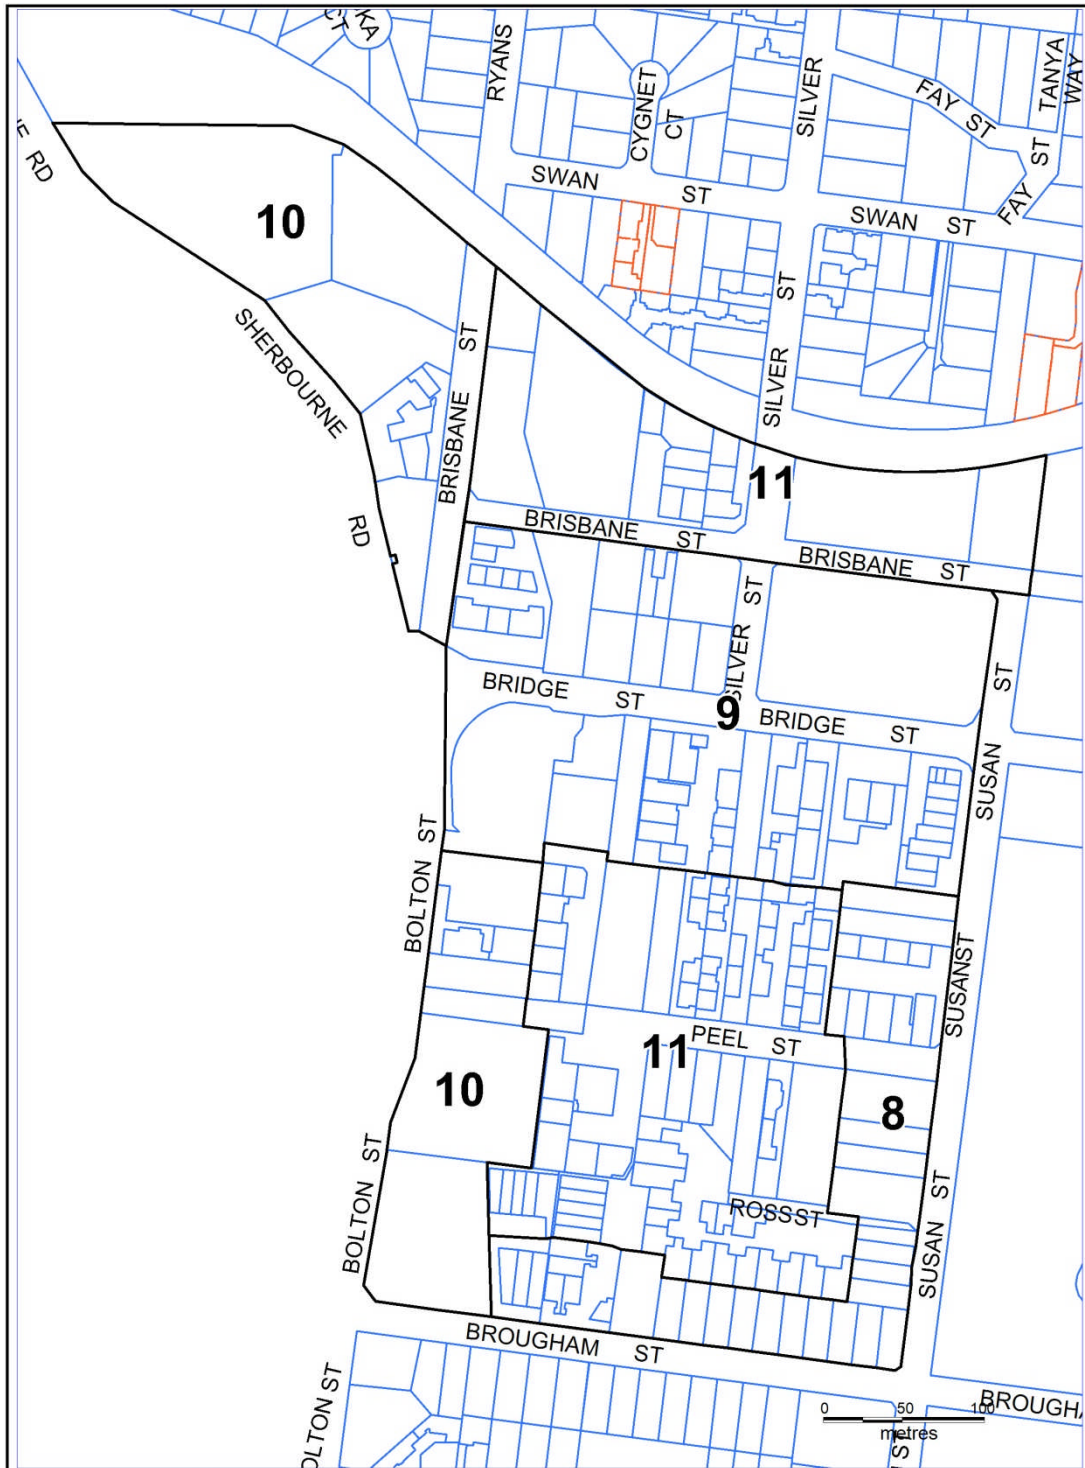 KA
CT
RYANS
CYGNET
CT
SILVER
FAY ST
TANYA
WAY
RD
SWAN ST
FAY ST
10
SWAN ST
SHERBOURNE
RD
BRISBANE ST
SILVER ST
11
BRISBANE ST
BRISBANE ST
SILVER ST
BRIDGE ST
9
BRIDGE ST
SUSAN ST
BOLTON ST
SUSANST
11
PEEL ST
10
8
BOLTON ST
ROSSST
SUSAN ST
BROUGHAM ST
BOLTON ST
BROUGHA
0 50 100
metres
ST